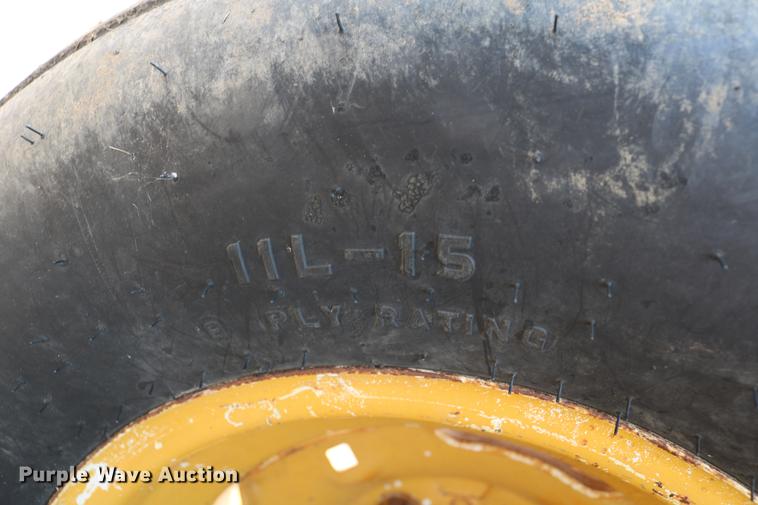 11L-15
8 PLY RATING
Purple Wave Auction